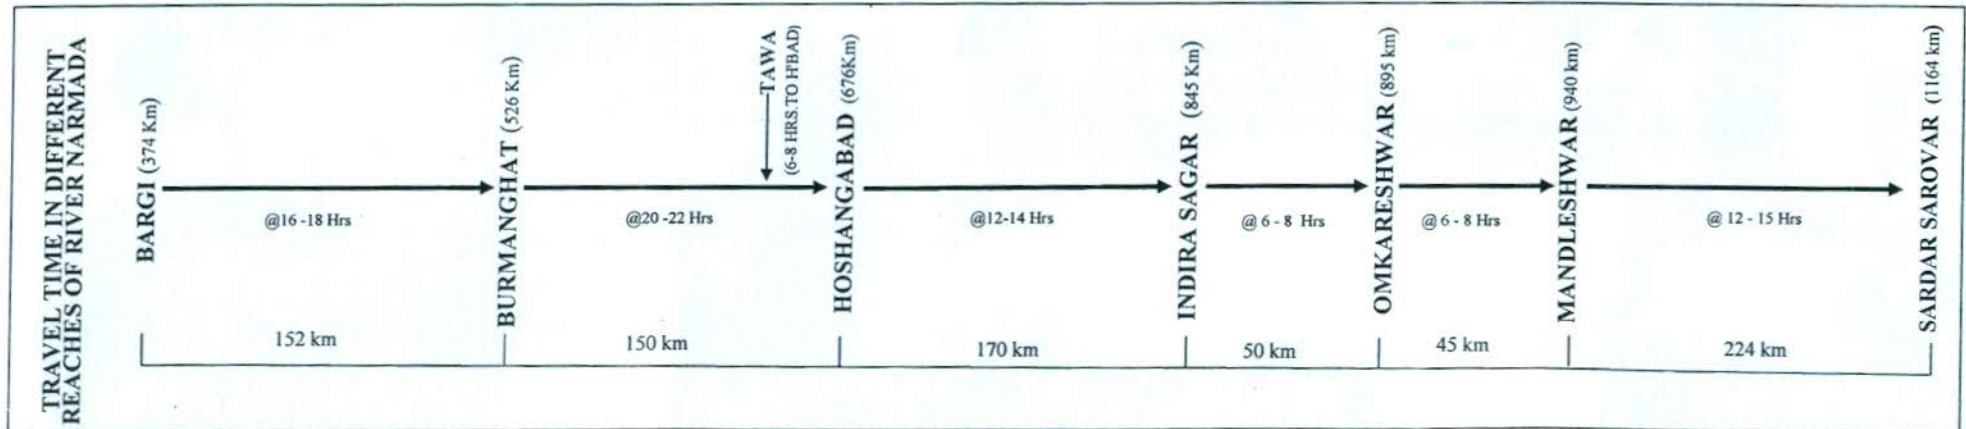 TRAVEL TIME IN DIFFERENT
REACHES OF RIVER NARMADA
BARGI (374 Km)
BURMANGHAT (526 Km)
TAWA
(6-8 HRS.TO H'BAD)
HOSHANGABAD (676Km)
INDIRA SAGAR (845 km)
OMKARESHWAR (895 km)
MANDLESHWAR (940 km)
SARDAR SAROVAR (1164 km)
@16 -18 Hrs
@20 -22 Hrs
@12-14 Hrs
@ 6 - 8 Hrs
@ 6 - 8 Hrs
@ 12 - 15 Hrs
152 km
150 km
170 km
50 km
45 km
224 km